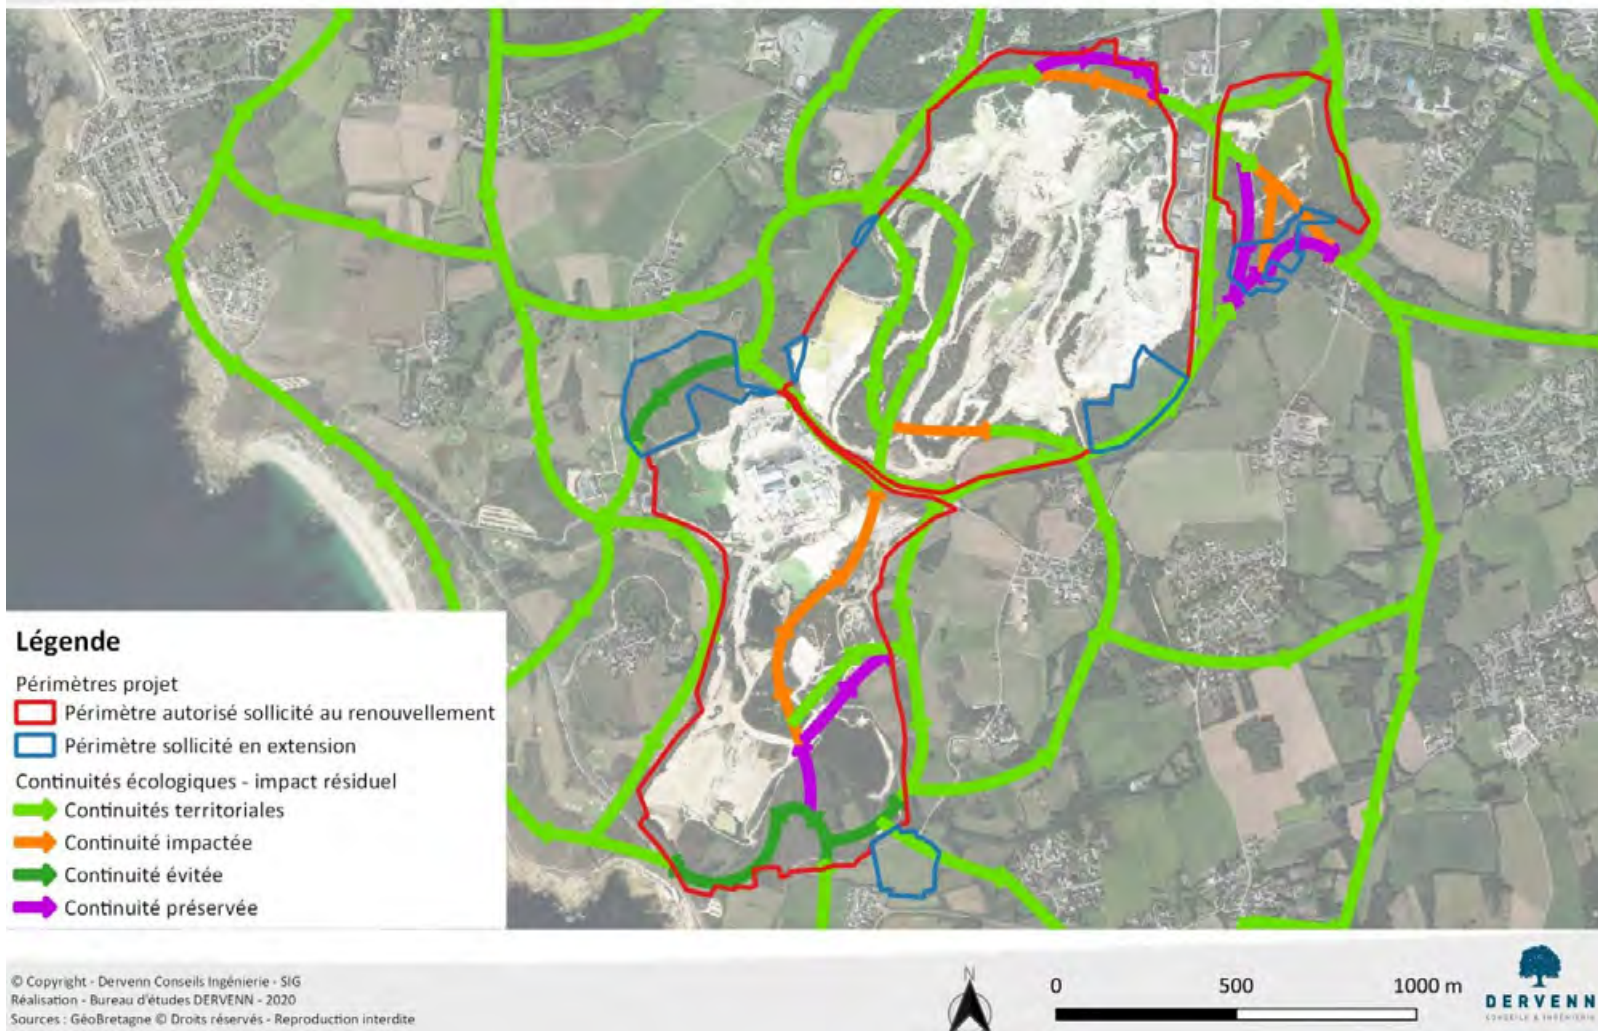 Légende
Périmètres projet
Périmètre autorisé sollicité au renouvellement
Périmètre sollicité en extension
Continuités écologiques - impact résiduel
Continuités territoriales
Continuité impactée
Continuité évitée
Continuité préservée
© Copyright - Dervenn Conseils Ingénierie - SIG
Réalisation - Bureau d'études DERVENN - 2020
Sources : GéoBretagne © Droits réservés - Reproduction interdite
N
0 500 1000 m
DERVENN
CONSEILS & INGÉNIERIE